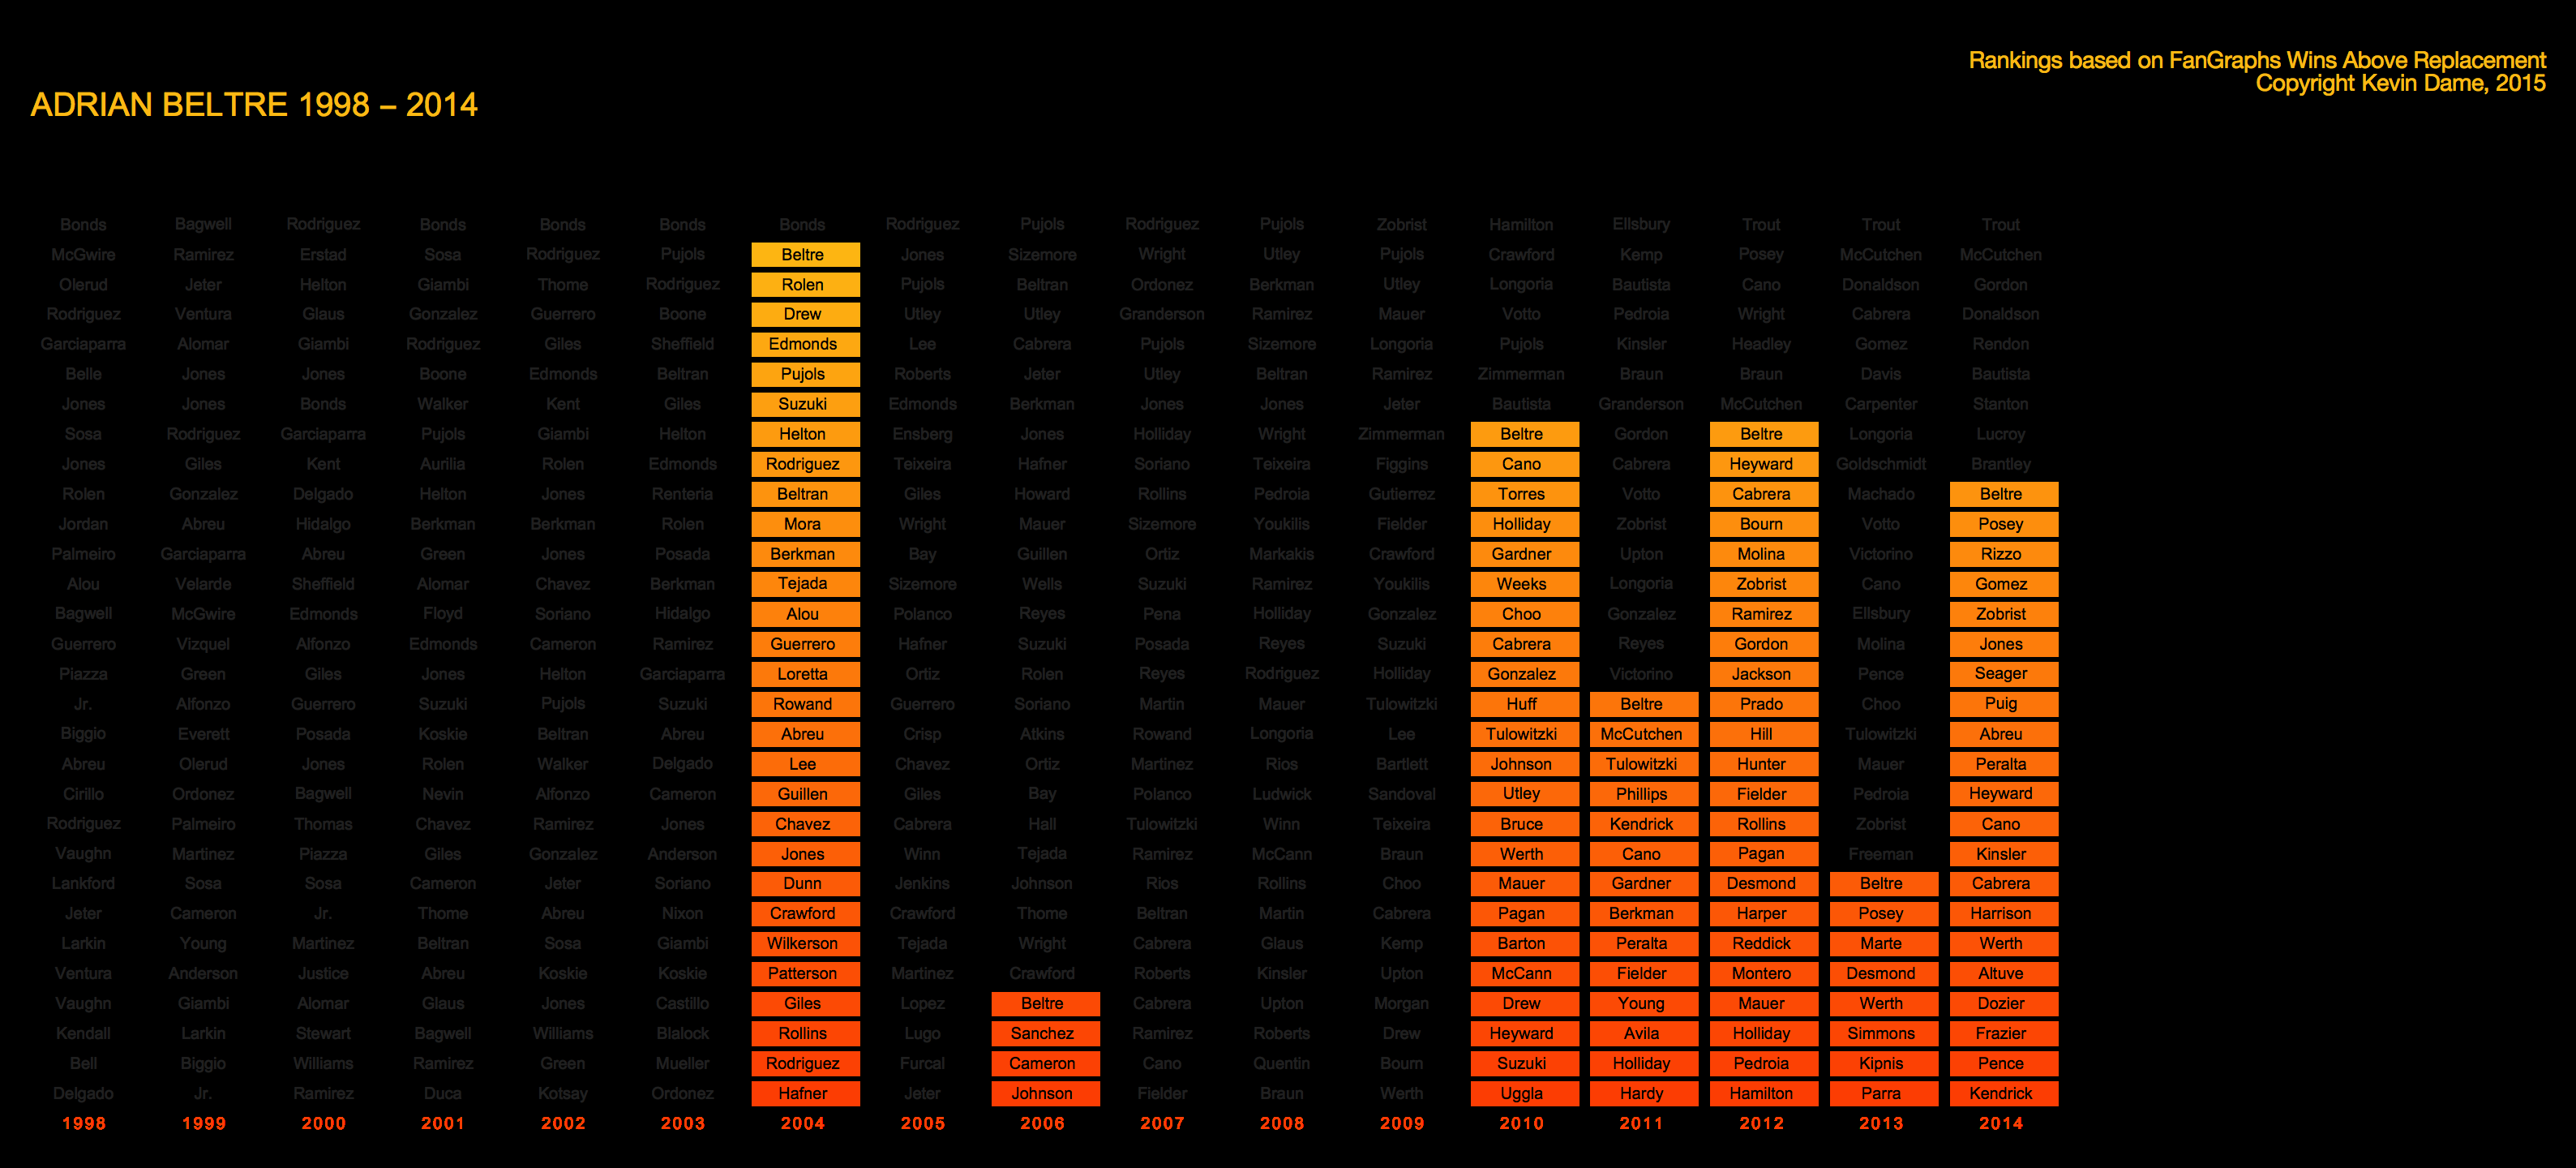 Rankings based on FanGraphs Wins Above Replacement
Copyright Kevin Dame, 2015
ADRIAN BELTRE 1998 – 2014
Bonds Bagwell Rodriguez Bonds Bonds Bonds Bonds Rodriguez Pujols Rodriguez Pujols Zobrist Hamilton Ellsbury Trout Trout Trout
McGwire Ramirez Erstad Sosa Rodriguez Pujols Beltre Jones Sizemore Wright Utley Pujols Crawford Kemp Posey McCutchen McCutchen
Olerud Jeter Helton Giambi Thome Rodriguez Rolen Pujols Beltran Ordonez Berkman Utley Longoria Bautista Cano Donaldson Gordon
Rodriguez Ventura Glaus Gonzalez Guerrero Boone Drew Utley Utley Granderson Ramirez Mauer Votto Pedroia Wright Cabrera Donaldson
Garciaparra Alomar Giambi Rodriguez Giles Sheffield Edmonds Lee Cabrera Pujols Sizemore Longoria Pujols Kinsler Headley Gomez Rendon
Belle Jones Jones Boone Edmonds Beltran Pujols Roberts Jeter Utley Beltran Ramirez Zimmerman Braun Braun Davis Bautista
Jones Jones Bonds Walker Kent Giles Suzuki Edmonds Berkman Jones Jones Jeter Bautista Granderson McCutchen Carpenter Stanton
Sosa Rodriguez Garciaparra Pujols Giambi Helton Helton Ensberg Jones Holliday Wright Zimmerman Beltre Gordon Beltre Longoria Lucroy
Jones Giles Kent Aurilia Rolen Edmonds Rodriguez Teixeira Hafner Soriano Teixeira Figgins Cano Cabrera Heyward Goldschmidt Brantley
Rolen Gonzalez Delgado Helton Jones Renteria Beltran Giles Howard Rollins Pedroia Gutierrez Torres Votto Cabrera Machado Beltre
Jordan Abreu Hidalgo Berkman Berkman Rolen Mora Wright Mauer Sizemore Youkilis Fielder Holliday Zobrist Bourn Votto Posey
Palmeiro Garciaparra Abreu Green Jones Posada Berkman Bay Guillen Ortiz Markakis Crawford Gardner Upton Molina Victorino Rizzo
Alou Velarde Sheffield Alomar Chavez Berkman Tejada Sizemore Wells Suzuki Ramirez Youkilis Weeks Longoria Zobrist Cano Gomez
Bagwell McGwire Edmonds Floyd Soriano Hidalgo Alou Polanco Reyes Pena Holliday Gonzalez Choo Gonzalez Ramirez Ellsbury Zobrist
Guerrero Vizquel Alfonzo Edmonds Cameron Ramirez Guerrero Hafner Suzuki Posada Reyes Suzuki Cabrera Reyes Gordon Molina Jones
Piazza Green Giles Jones Helton Garciaparra Loretta Ortiz Rolen Reyes Rodriguez Holliday Gonzalez Victorino Jackson Pence Seager
Jr. Alfonzo Guerrero Suzuki Pujols Suzuki Rowand Guerrero Soriano Martin Mauer Tulowitzki Huff Beltre Prado Choo Puig
Biggio Everett Posada Koskie Beltran Abreu Abreu Crisp Atkins Rowand Longoria Lee Tulowitzki McCutchen Hill Tulowitzki Abreu
Abreu Olerud Jones Rolen Walker Delgado Lee Chavez Ortiz Martinez Rios Bartlett Johnson Tulowitzki Hunter Mauer Peralta
Cirillo Ordonez Bagwell Nevin Alfonzo Cameron Guillen Giles Bay Polanco Ludwick Sandoval Utley Phillips Fielder Pedroia Heyward
Rodriguez Palmeiro Thomas Chavez Ramirez Jones Chavez Cabrera Hall Tulowitzki Winn Teixeira Bruce Kendrick Rollins Zobrist Cano
Vaughn Martinez Piazza Giles Gonzalez Anderson Jones Winn Tejada Ramirez McCann Braun Werth Cano Pagan Freeman Kinsler
Lankford Sosa Sosa Cameron Jeter Soriano Dunn Jenkins Johnson Rios Rollins Choo Mauer Gardner Desmond Beltre Cabrera
Jeter Cameron Jr. Thome Abreu Nixon Crawford Crawford Thome Beltran Martin Cabrera Pagan Berkman Harper Posey Harrison
Larkin Young Martinez Beltran Sosa Giambi Wilkerson Tejada Wright Cabrera Glaus Kemp Barton Peralta Reddick Marte Werth
Ventura Anderson Justice Abreu Koskie Koskie Patterson Martinez Crawford Roberts Kinsler Upton McCann Fielder Montero Desmond Altuve
Vaughn Giambi Alomar Glaus Jones Castillo Giles Lopez Beltre Cabrera Upton Morgan Drew Young Mauer Werth Dozier
Kendall Larkin Stewart Bagwell Williams Blalock Rollins Lugo Sanchez Ramirez Roberts Drew Heyward Avila Holliday Simmons Frazier
Bell Biggio Williams Ramirez Green Mueller Rodriguez Furcal Cameron Cano Quentin Bourn Suzuki Holliday Pedroia Kipnis Pence
Delgado Jr. Ramirez Duca Kotsay Ordonez Hafner Jeter Johnson Fielder Braun Werth Uggla Hardy Hamilton Parra Kendrick
1998 1999 2000 2001 2002 2003 2004 2005 2006 2007 2008 2009 2010 2011 2012 2013 2014